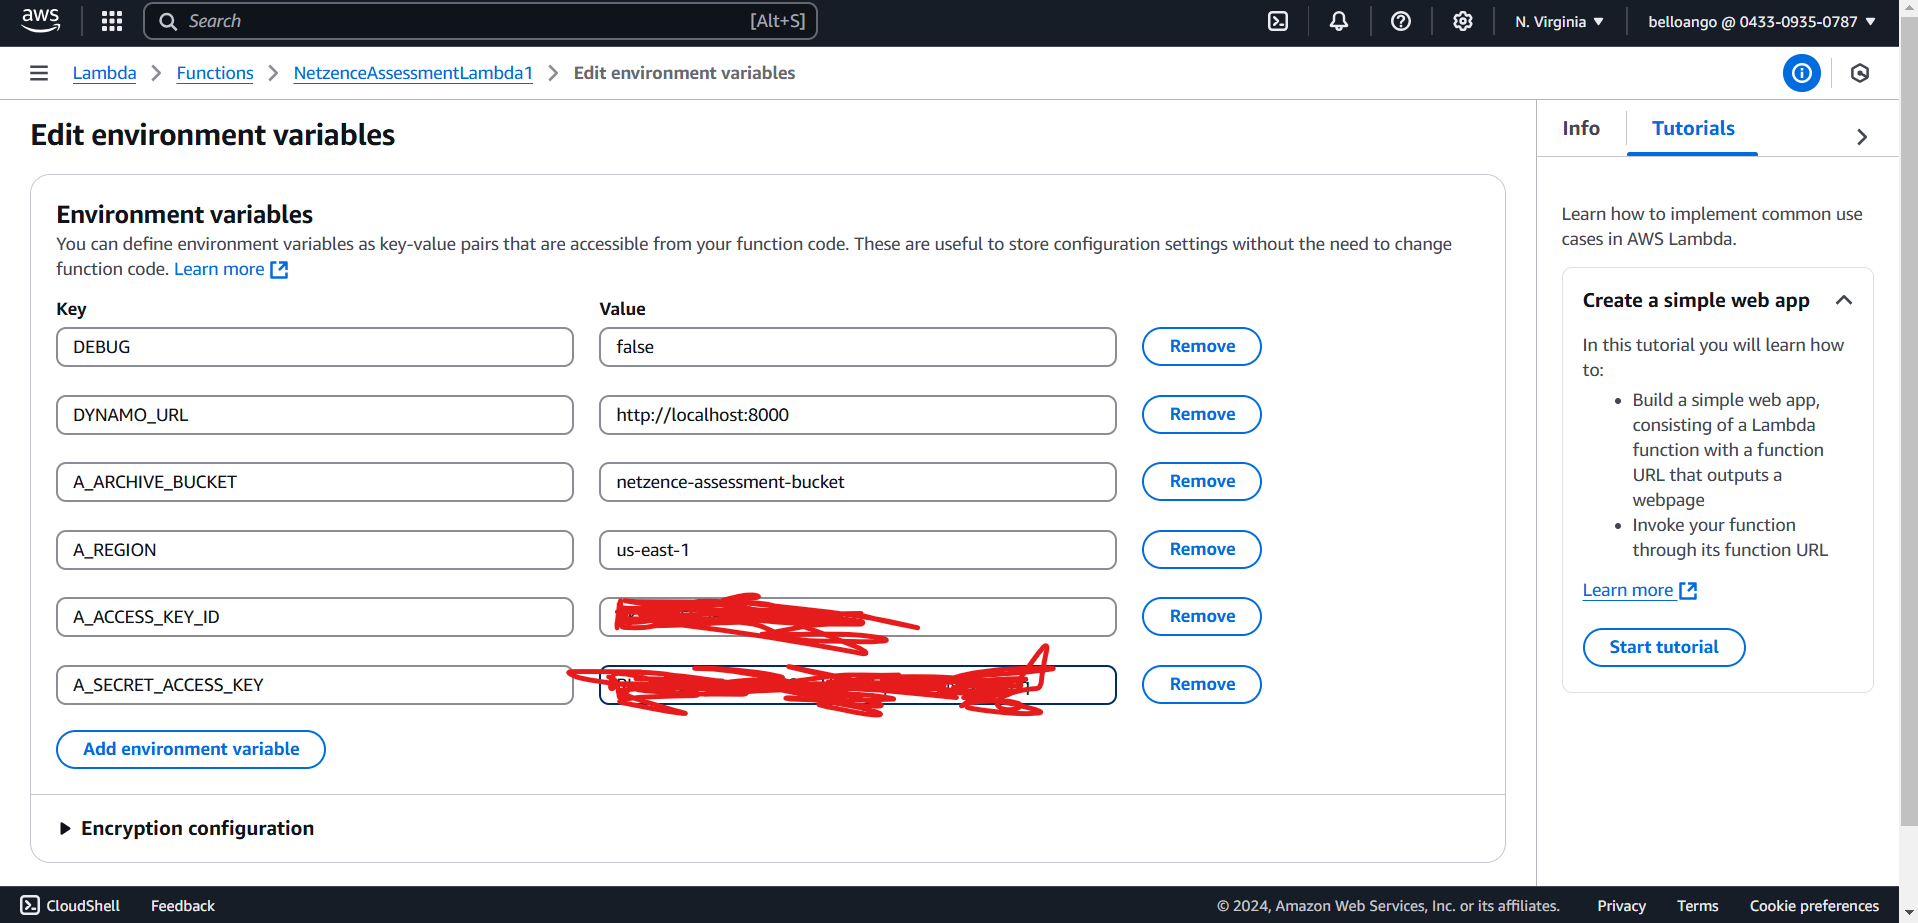 aws
Search [Alt+S]
N. Virginia
belloango @ 0433-0935-0787
Lambda
Functions
NetzenceAssessmentLambda1
Edit environment variables
Edit environment variables
Info
Tutorials
Environment variables
You can define environment variables as key-value pairs that are accessible from your function code. These are useful to store configuration settings without the need to change
function code. Learn more
Key Value
DEBUG false Remove
DYNAMO_URL http://localhost:8000 Remove
A_ARCHIVE_BUCKET netzence-assessment-bucket Remove
A_REGION us-east-1 Remove
A_ACCESS_KEY_ID Remove
A_SECRET_ACCESS_KEY Remove
Add environment variable
Encryption configuration
Learn how to implement common use
cases in AWS Lambda.
Create a simple web app
In this tutorial you will learn how
to:
• Build a simple web app,
consisting of a Lambda
function with a function
URL that outputs a
webpage
• Invoke your function
through its function URL
Learn more
Start tutorial
CloudShell Feedback
© 2024, Amazon Web Services, Inc. or its affiliates. Privacy Terms Cookie preferences